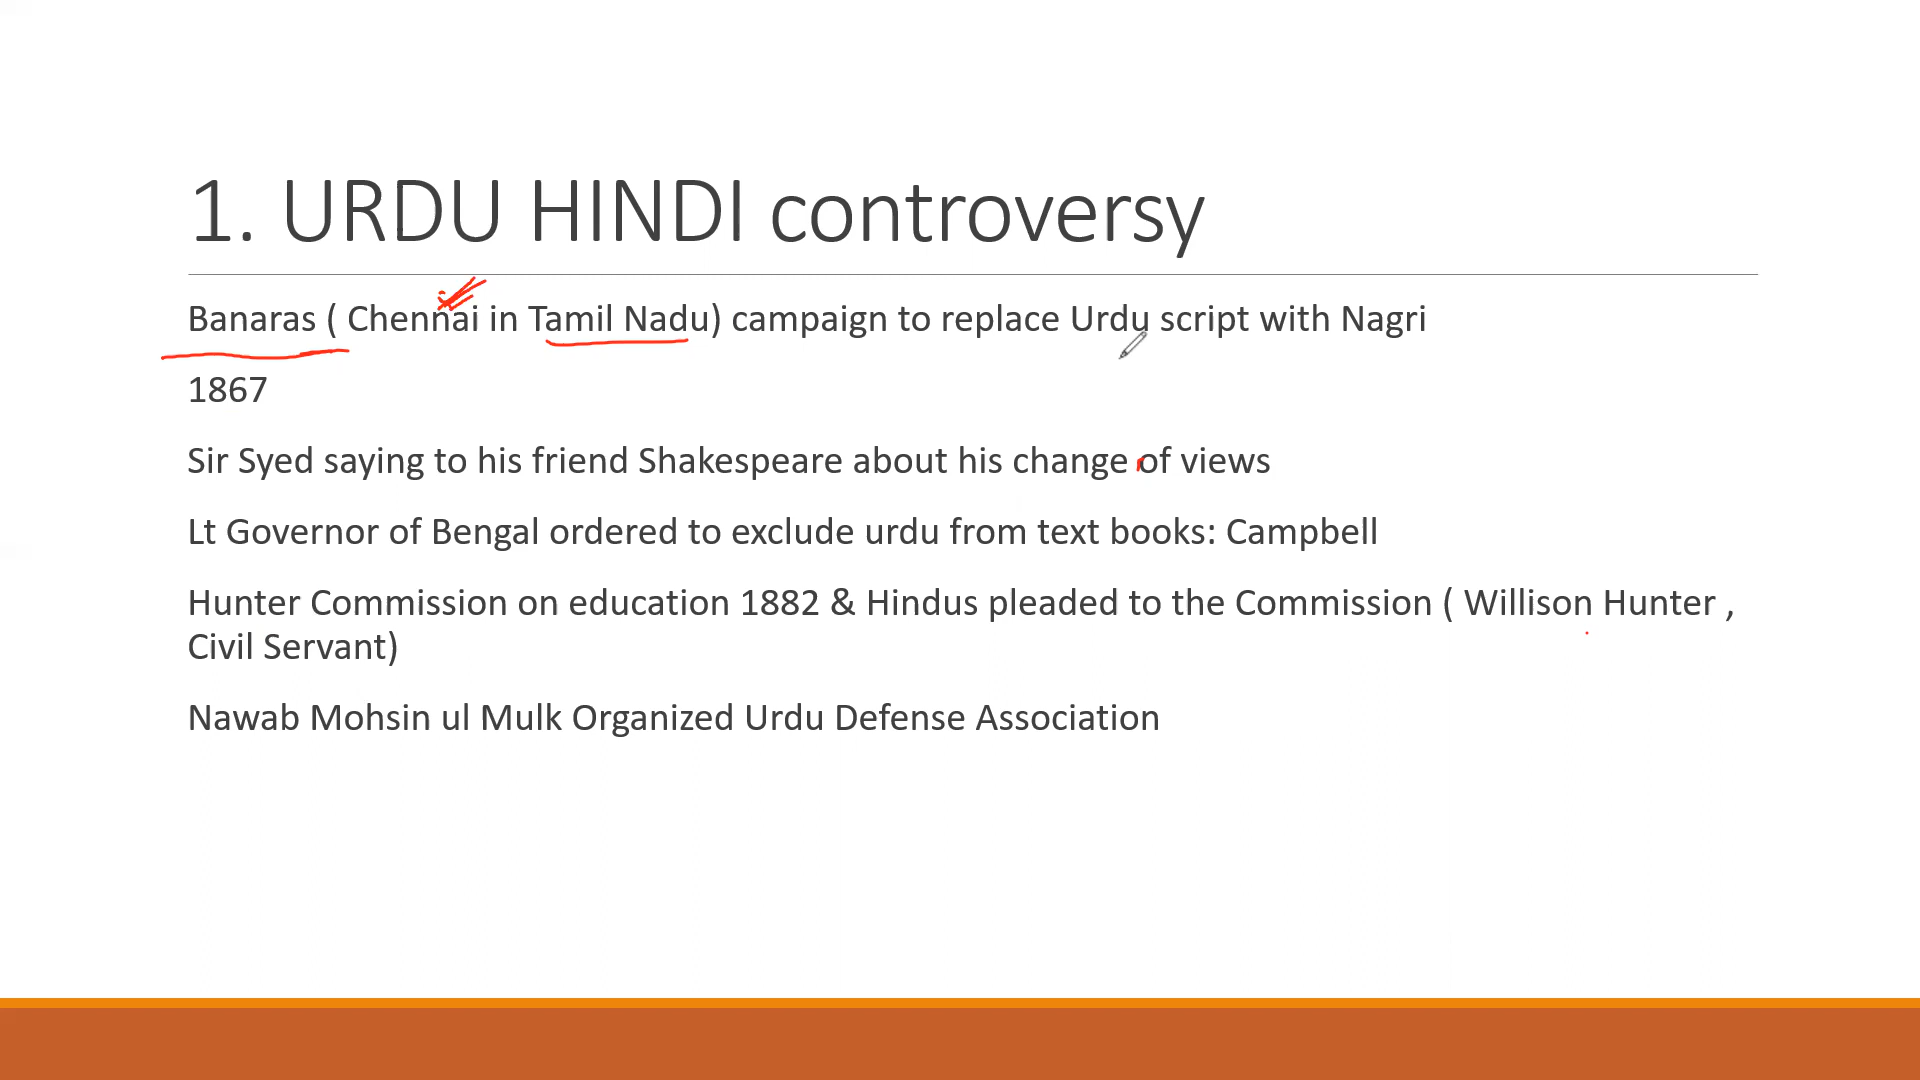 1. URDU HINDI controversy
Banaras ( Chennai in Tamil Nadu) campaign to replace Urdu script with Nagri
1867
Sir Syed saying to his friend Shakespeare about his change of views
Lt Governor of Bengal ordered to exclude urdu from text books: Campbell
Hunter Commission on education 1882 & Hindus pleaded to the Commission ( Willison Hunter ,
Civil Servant)
Nawab Mohsin ul Mulk Organized Urdu Defense Association